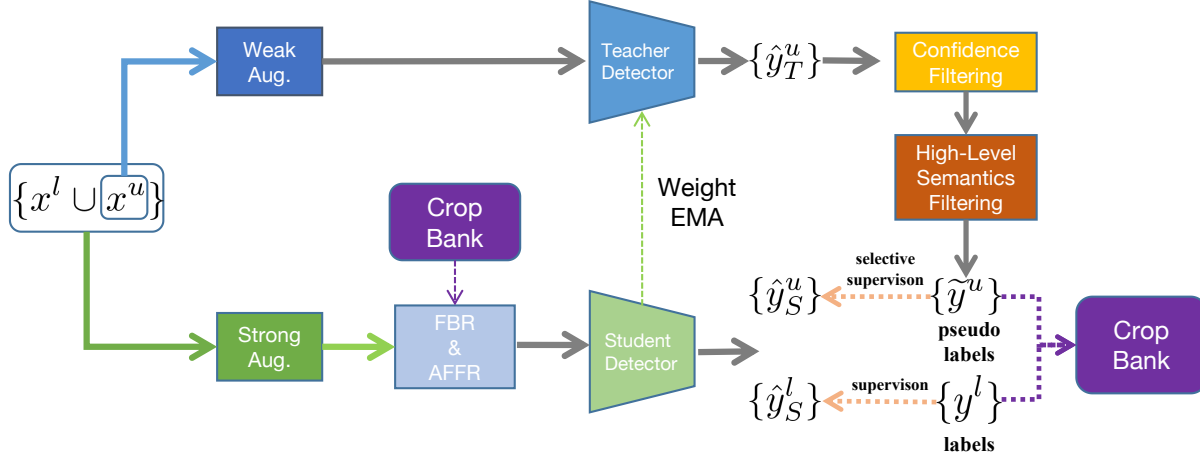 Weak
Aug.
Teacher
Detector
{ŷ_T^u}
Confidence
Filtering
High-Level
Semantics
Filtering
{x^l ∪ x^u}
Crop
Bank
Weight
EMA
Strong
Aug.
FBR
&
AFFR
Student
Detector
{ŷ_S^u}
selective
supervison
{ỹ^u}
pseudo
labels
{ŷ_S^l}
supervison
{y^l}
labels
Crop
Bank